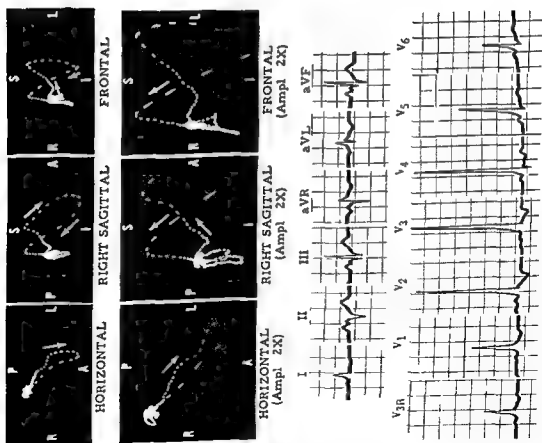 P
R L
A
S
P A
I
S
R L
I
HORIZONTAL RIGHT SAGITTAL FRONTAL
P
R L
A
S
P A
I
S
R L
I
HORIZONTAL RIGHT SAGITTAL FRONTAL
(Ampl 2X) (Ampl 2X) (Ampl 2X)
I II III aVR aVL aVF
V3R V1 V2 V3 V4 V5 V6